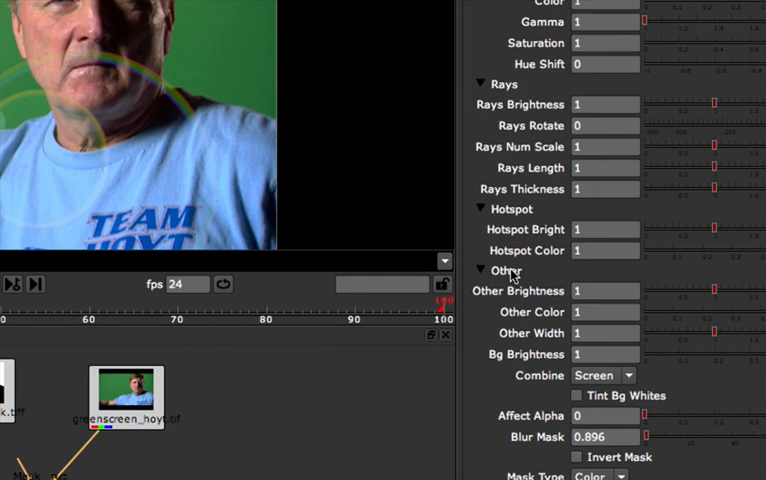 Color 1
Gamma 1
Saturation 1
Hue Shift 0
Rays
Rays Brightness 1
Rays Rotate 0
Rays Num Scale 1
Rays Length 1
Rays Thickness 1
Hotspot
Hotspot Bright 1
Hotspot Color 1
Other
Other Brightness 1
Other Color 1
Other Width 1
Bg Brightness 1
Combine Screen
Tint Bg Whites
Affect Alpha 0
Blur Mask 0.896
Invert Mask
Mask Type Color
TEAM
HOYT
fps 24
100
0 60 70 80 90 100
k.tiff
greenscreen_hoyt.tif